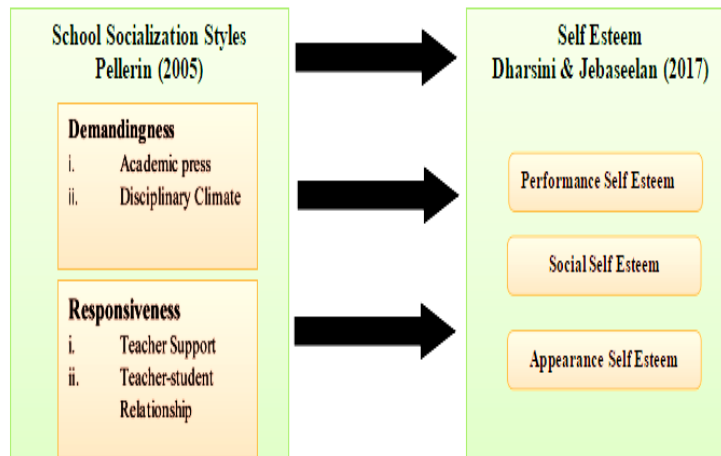 School Socialization Styles
Pellerin (2005)
Demandingness
i. Academic press
ii. Disciplinary Climate
Responsiveness
i. Teacher Support
ii. Teacher-student
Relationship
Self Esteem
Dharsini & Jebaseelan (2017)
Performance Self Esteem
Social Self Esteem
Appearance Self Esteem